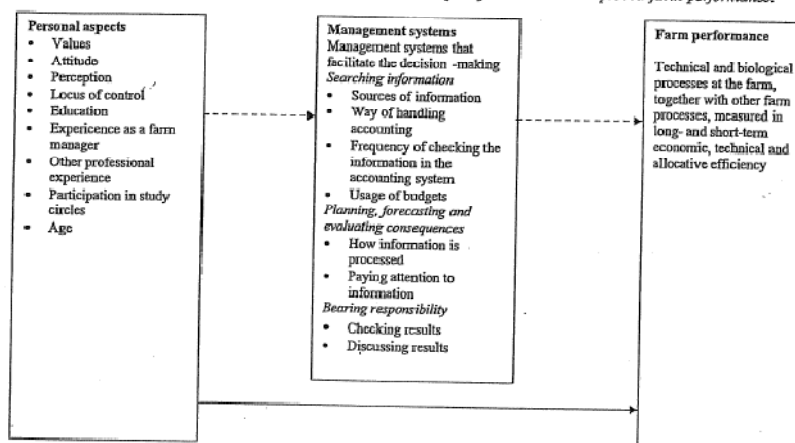 farm performance.
Personal aspects
• Values
• Attitude
• Perception
• Locus of control
• Education
• Expericence as a farm
manager
• Other professional
experience
• Participation in study
circles
• Age
Management systems
Management systems that
facilitate the decision -making
Searching information
• Sources of information
• Way of handling
accounting
• Frequency of checking the
information in the
accounting system
• Usage of budgets
Planning, forecasting and
evaluating consequences
• How information is
processed
• Paying attention to
information
Bearing responsibility
• Checking results
• Discussing results
Farm performance
Technical and biological
processes at the farm,
together with other farm
processes, measured in
long- and short-term
economic, technical and
allocative efficiency